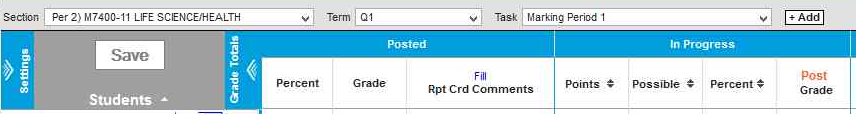 Section Per 2) M7400-11 LIFE SCIENCE/HEALTH Term Q1 Task Marking Period 1 + Add
Settings
Save
Students
Grade Totals
Posted
In Progress
Percent
Grade
Fill
Rpt Crd Comments
Points
Possible
Percent
Post
Grade